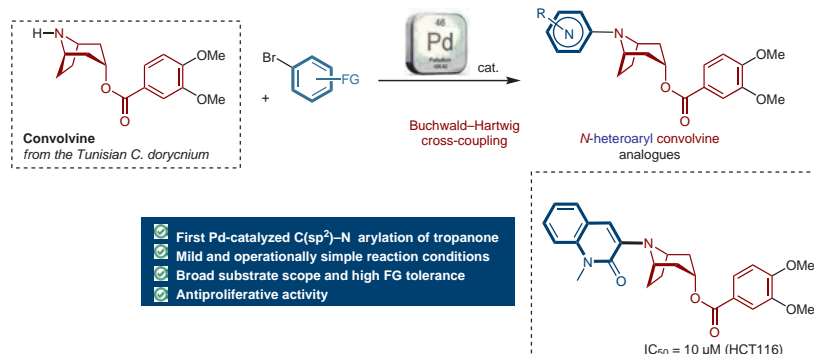 H-N
OMe
OMe
O
O
Convolvine
from the Tunisian C. dorycnium
+
Br
FG
46
Pd
Palladium
cat.
Buchwald–Hartwig
cross-coupling
R
N
N
OMe
OMe
O
O
N-heteroaryl convolvine
analogues
First Pd-catalyzed C(sp²)–N arylation of tropanone
Mild and operationally simple reaction conditions
Broad substrate scope and high FG tolerance
Antiproliferative activity
N
N
O
OMe
OMe
O
O
IC₅₀ = 10 µM (HCT116)